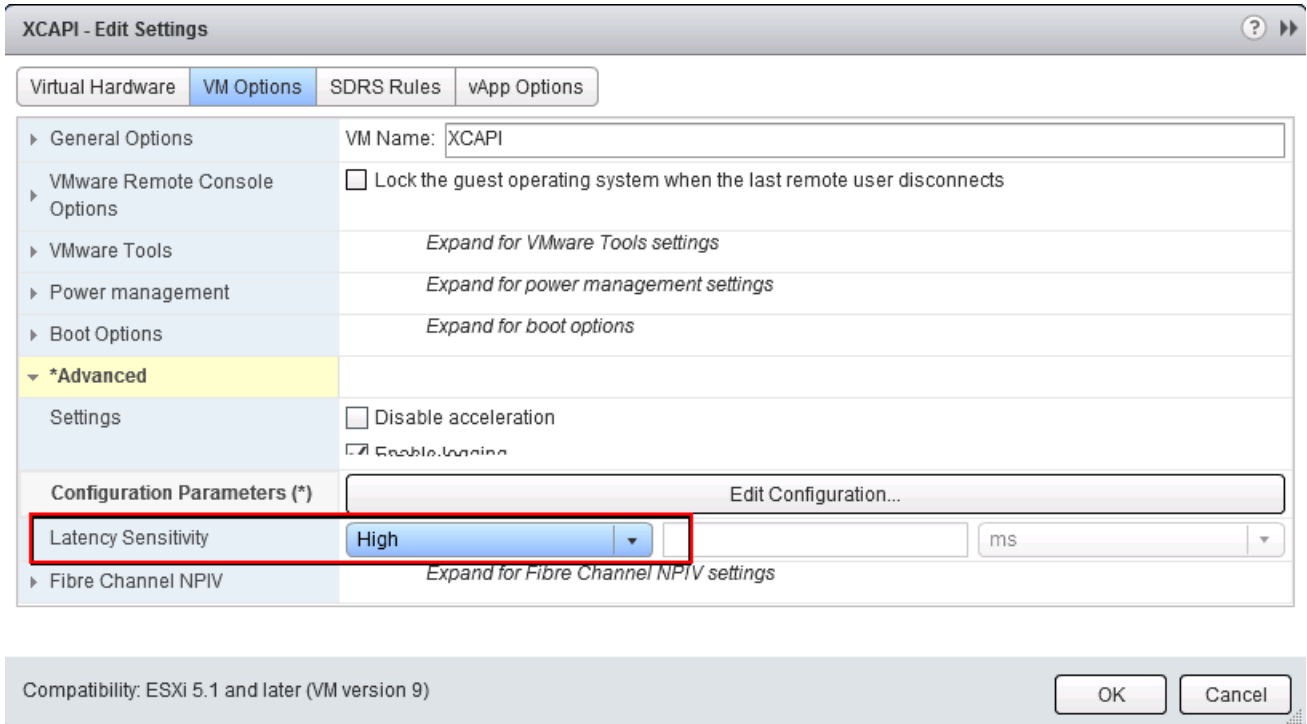 XCAPI - Edit Settings
?
Virtual Hardware VM Options SDRS Rules vApp Options
General Options VM Name: XCAPI
VMware Remote Console Options Lock the guest operating system when the last remote user disconnects
VMware Tools Expand for VMware Tools settings
Power management Expand for power management settings
Boot Options Expand for boot options
*Advanced
Settings Disable acceleration
Enable logging
Configuration Parameters (*) Edit Configuration...
Latency Sensitivity High ms
Fibre Channel NPIV Expand for Fibre Channel NPIV settings
Compatibility: ESXi 5.1 and later (VM version 9) OK Cancel